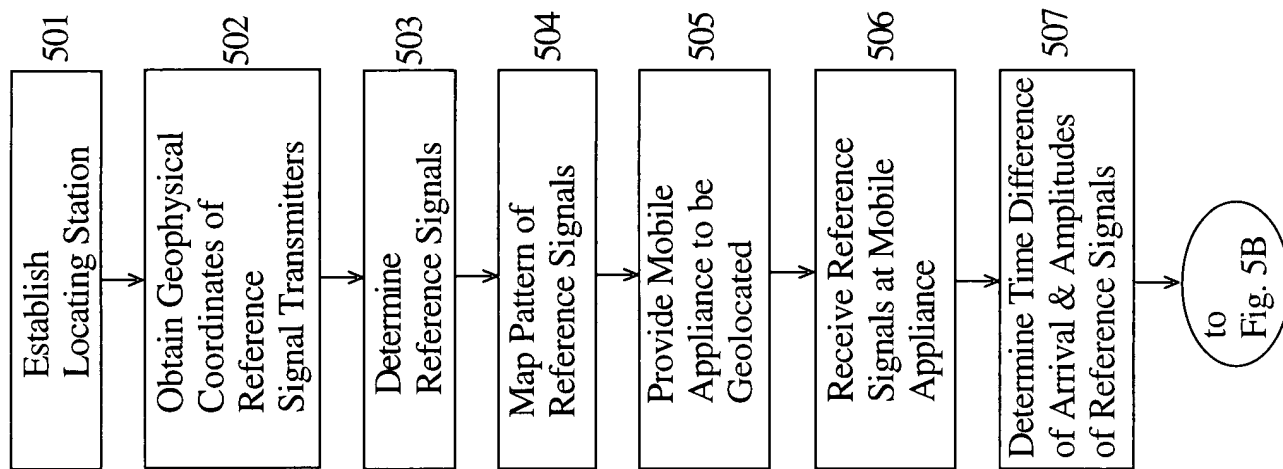 501
Establish
Locating Station
502
Obtain Geophysical
Coordinates of
Reference
Signal Transmitters
503
Determine
Reference Signals
504
Map Pattern of
Reference Signals
505
Provide Mobile
Appliance to be
Geolocated
506
Receive Reference
Signals at Mobile
Appliance
507
Determine Time Difference
of Arrival & Amplitudes
of Reference Signals
to
Fig. 5B